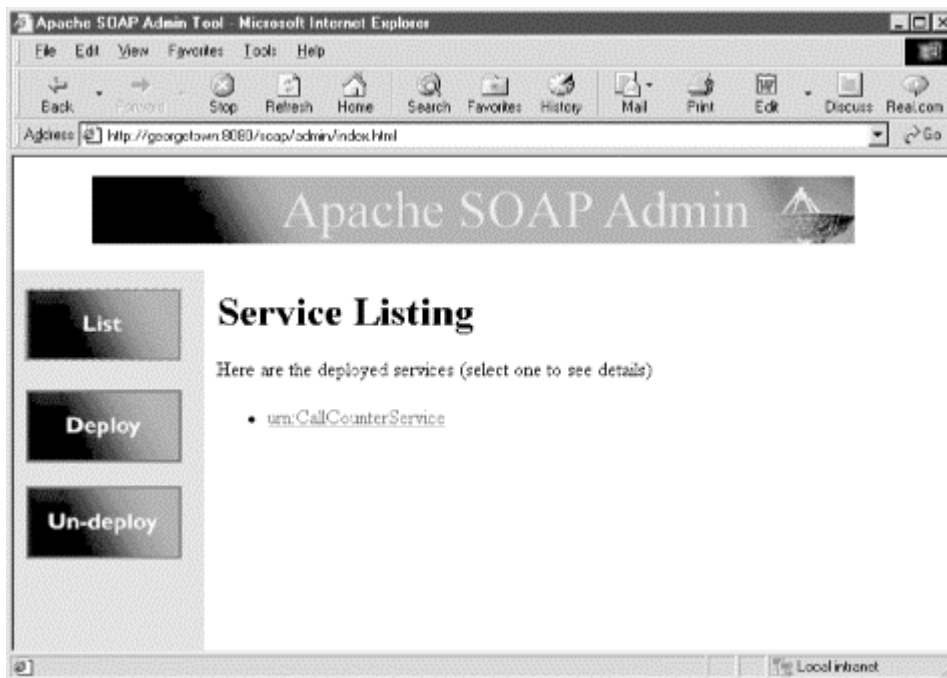 Apache SOAP Admin Tool - Microsoft Internet Explorer
File Edit View Favorites Tools Help
Back Forward Stop Refresh Home Search Favorites History Mail Print Edit Discuss Real.com
Address http://georgetown:8080/soap/admin/index.html Go
Apache SOAP Admin
List
Deploy
Un-deploy
Service Listing
Here are the deployed services (select one to see details)
• urn:CallCounterService
Local intranet